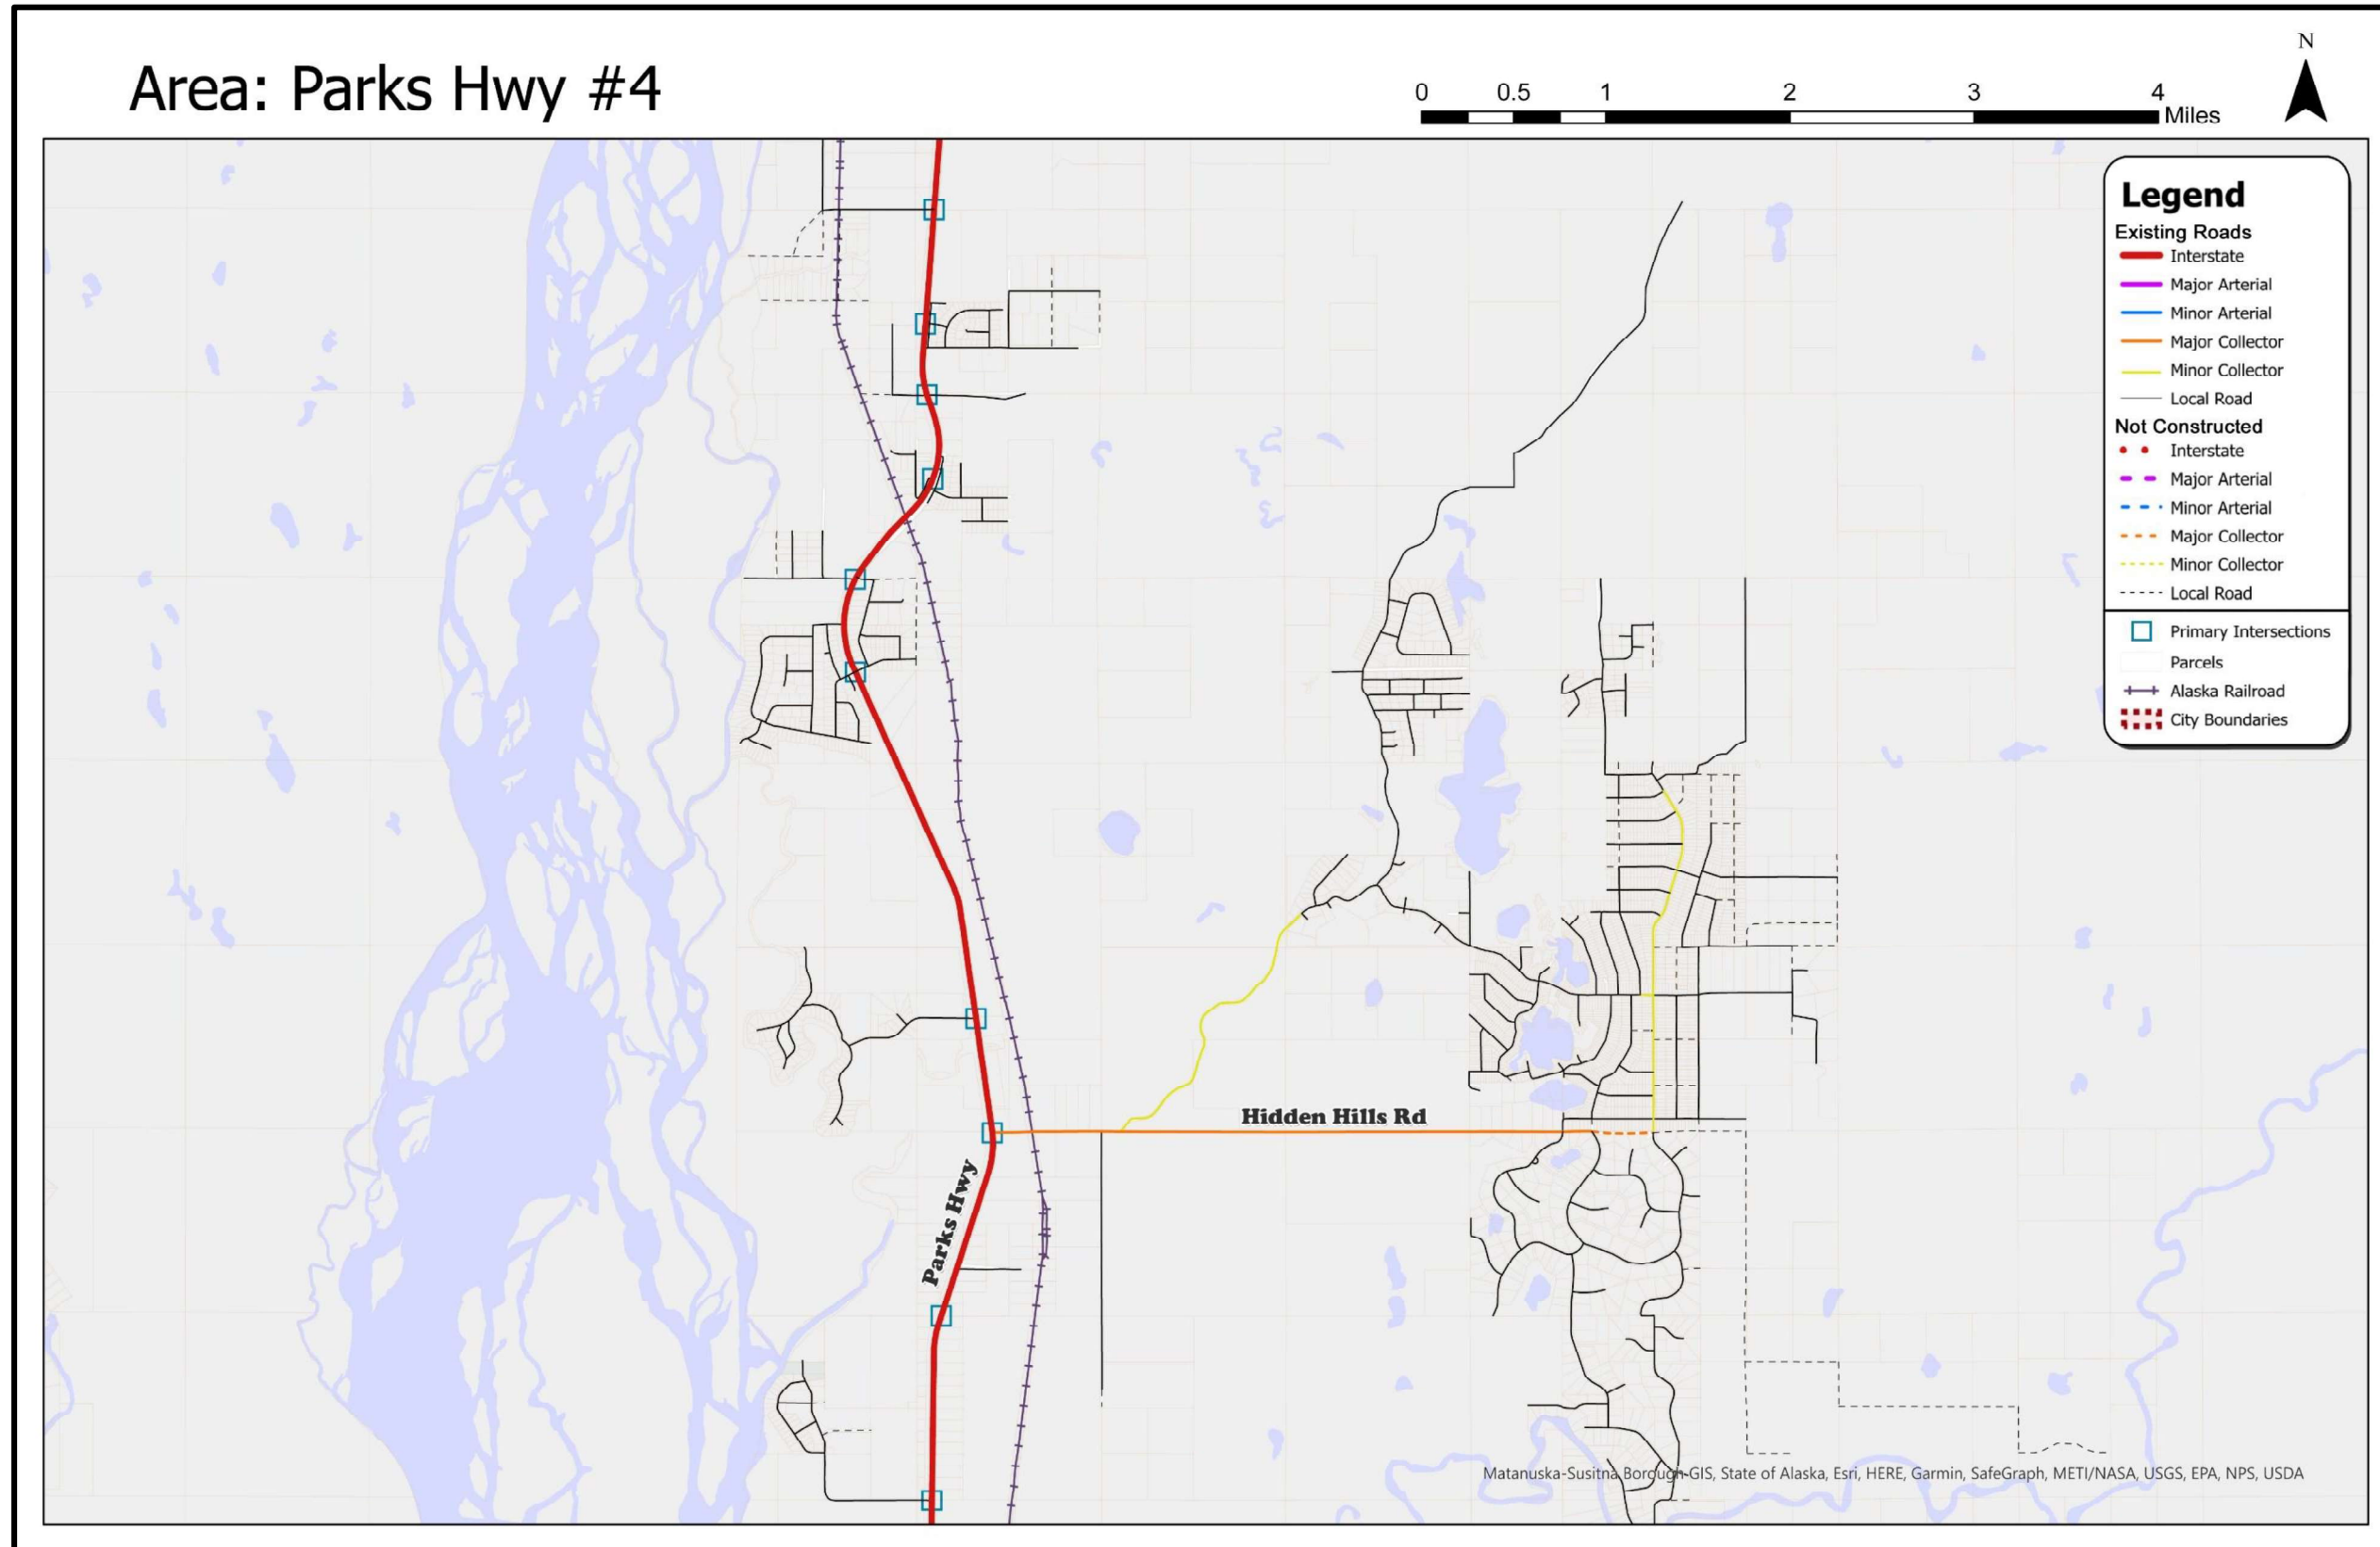 Area: Parks Hwy #4
0 0.5 1 2 3 4
Miles
N
Legend
Existing Roads
Interstate
Major Arterial
Minor Arterial
Major Collector
Minor Collector
Local Road
Not Constructed
Interstate
Major Arterial
Minor Arterial
Major Collector
Minor Collector
Local Road
Primary Intersections
Parcels
Alaska Railroad
City Boundaries
Hidden Hills Rd
Parks Hwy
Matanuska-Susitna Borough-GIS, State of Alaska, Esri, HERE, Garmin, SafeGraph, METI/NASA, USGS, EPA, NPS, USDA